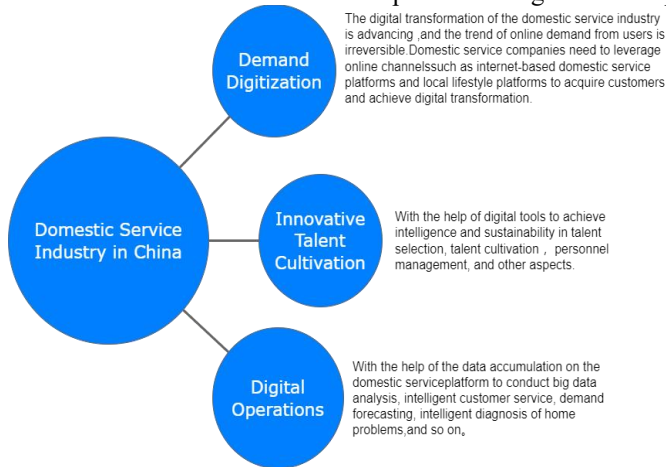 The digital transformation of the domestic service industry
is advancing ,and the trend of online demand from users is
irreversible.Domestic service companies need to leverage
online channelssuch as internet-based domestic service
platforms and local lifestyle platforms to acquire customers
and achieve digital transformation.
Demand
Digitization
Domestic Service
Industry in China
Innovative
Talent
Cultivation
With the help of digital tools to achieve
intelligence and sustainability in talent
selection, talent cultivation ，personnel
management, and other aspects.
Digital
Operations
With the help of the data accumulation on the
domestic serviceplatform to conduct big data
analysis, intelligent customer service, demand
forecasting, intelligent diagnosis of home
problems,and so on。